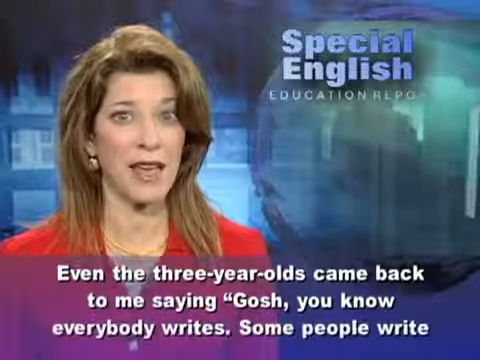 Special
English
EDUCATION REPO
Even the three-year-olds came back
to me saying “Gosh, you know
everybody writes. Some people write